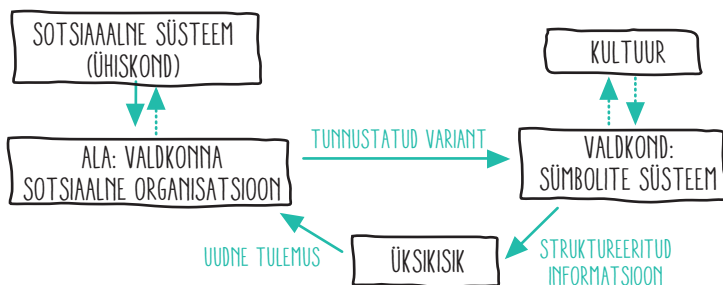 SOTSIAAALNE SÜSTEEM
(ÜHISKOND)
KULTUUR
TUNNUSTATUD VARIANT
ALA: VALDKONNA
SOTSIAALNE ORGANISATSIOON
VALDKOND:
SÜMBOLITE SÜSTEEM
UUDNE TULEMUS
ÜKSIKISIK
STRUKTUREERITUD
INFORMATSIOON